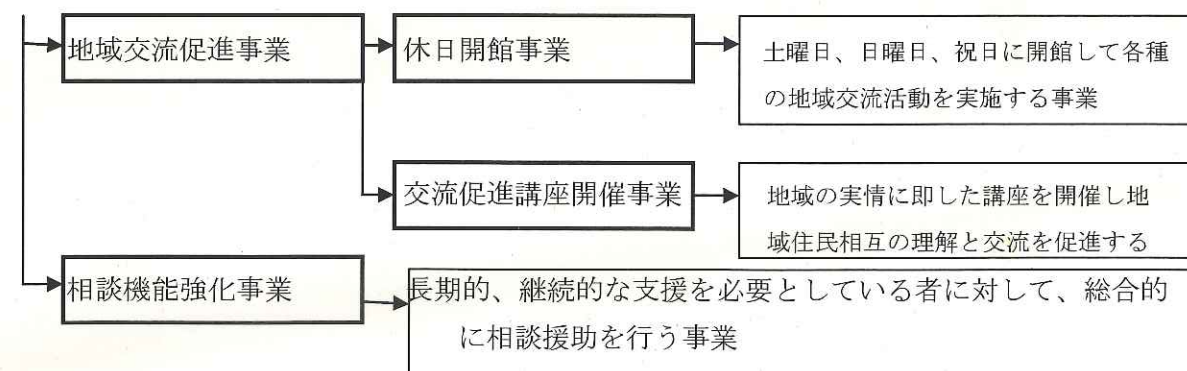 地域交流促進事業
休日開館事業
土曜日、日曜日、祝日に開館して各種
の地域交流活動を実施する事業
交流促進講座開催事業
地域の実情に即した講座を開催し地
域住民相互の理解と交流を促進する
相談機能強化事業
長期的、継続的な支援を必要としている者に対して、総合的
に相談援助を行う事業